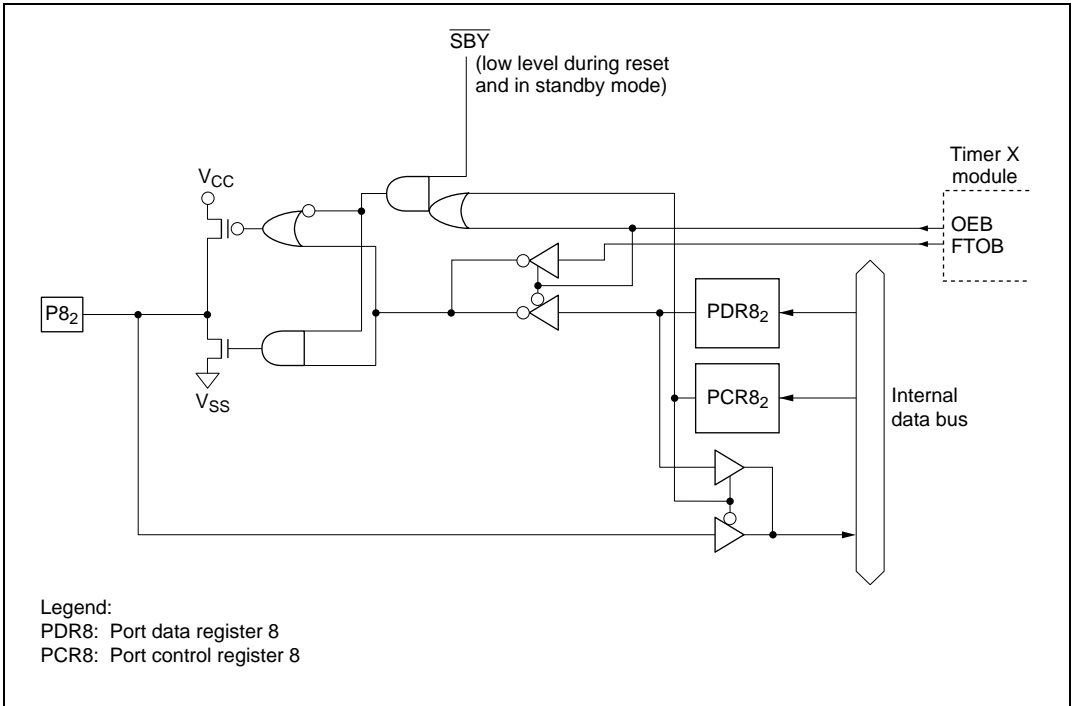 SBY
(low level during reset
and in standby mode)
Timer X
module
VCC
OEB
FTOB
P82
PDR82
PCR82
VSS
Internal
data bus
Legend:
PDR8: Port data register 8
PCR8: Port control register 8